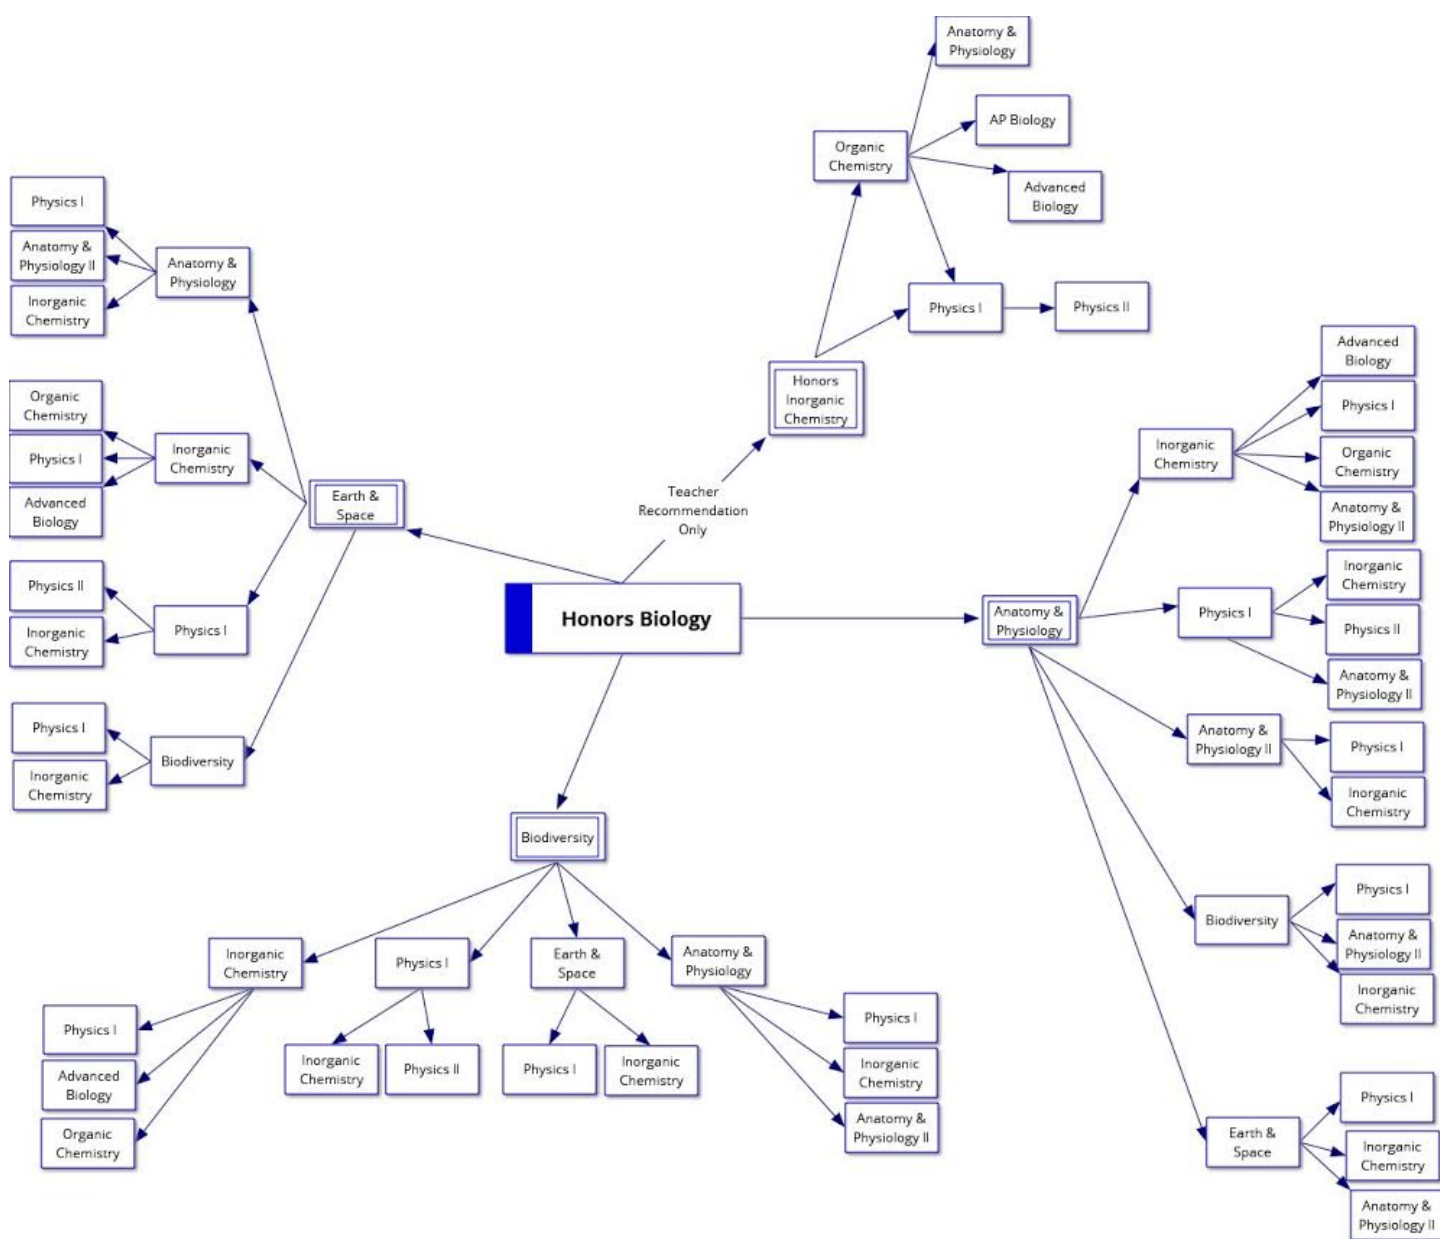 Anatomy &
Physiology
AP Biology
Organic
Chemistry
Advanced
Biology
Physics I
Physics II
Honors
Inorganic
Chemistry
Teacher
Recommendation
Only
Honors Biology
Earth &
Space
Anatomy &
Physiology
Physics I
Anatomy &
Physiology II
Inorganic
Chemistry
Inorganic
Chemistry
Organic
Chemistry
Physics I
Advanced
Biology
Physics I
Physics II
Inorganic
Chemistry
Biodiversity
Physics I
Inorganic
Chemistry
Anatomy &
Physiology
Inorganic
Chemistry
Advanced
Biology
Physics I
Organic
Chemistry
Anatomy &
Physiology II
Physics I
Inorganic
Chemistry
Physics II
Anatomy &
Physiology II
Anatomy &
Physiology II
Physics I
Inorganic
Chemistry
Biodiversity
Physics I
Anatomy &
Physiology II
Inorganic
Chemistry
Earth &
Space
Physics I
Inorganic
Chemistry
Anatomy &
Physiology II
Biodiversity
Inorganic
Chemistry
Physics I
Advanced
Biology
Organic
Chemistry
Physics I
Inorganic
Chemistry
Physics II
Earth &
Space
Physics I
Inorganic
Chemistry
Anatomy &
Physiology
Physics I
Inorganic
Chemistry
Anatomy &
Physiology II